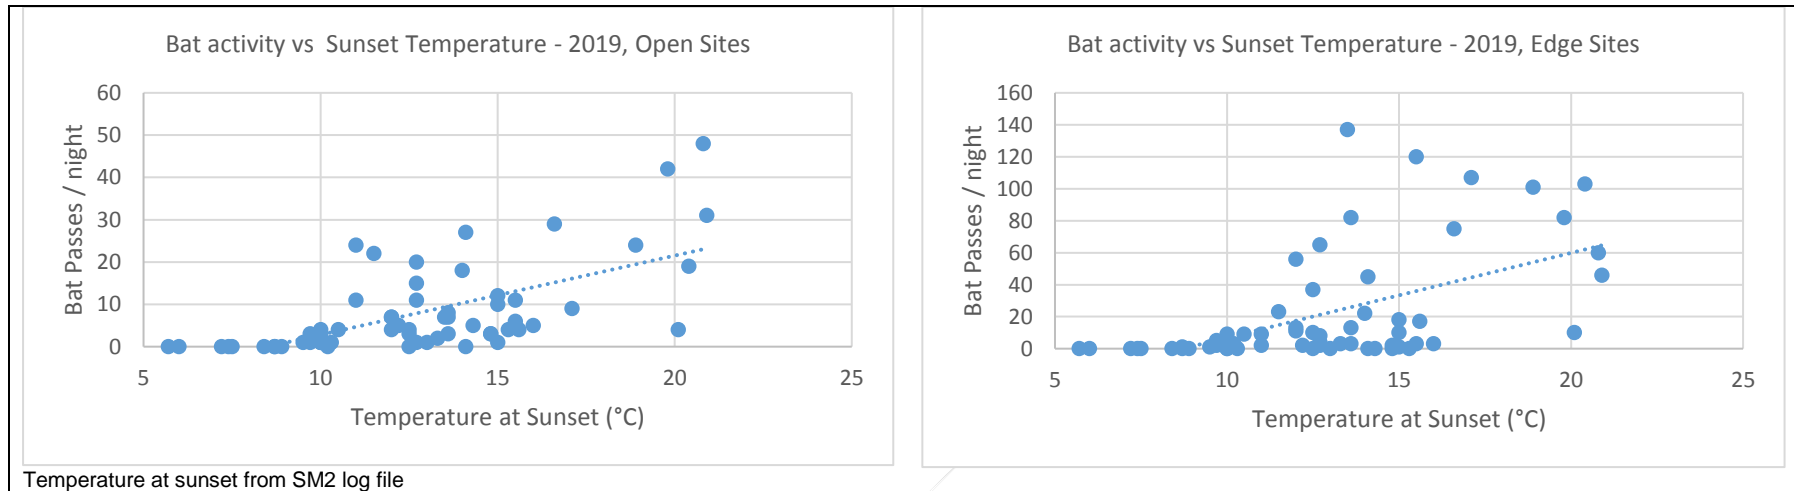 Bat activity vs  Sunset Temperature - 2019, Open Sites
60
50
40
30
20
10
0
5 10 15 20 25
Bat Passes / night
Temperature at Sunset (°C)
Bat activity vs Sunset Temperature - 2019, Edge Sites
160
140
120
100
80
60
40
20
0
5 10 15 20 25
Bat Passes / night
Temperature at Sunset (°C)
Temperature at sunset from SM2 log file